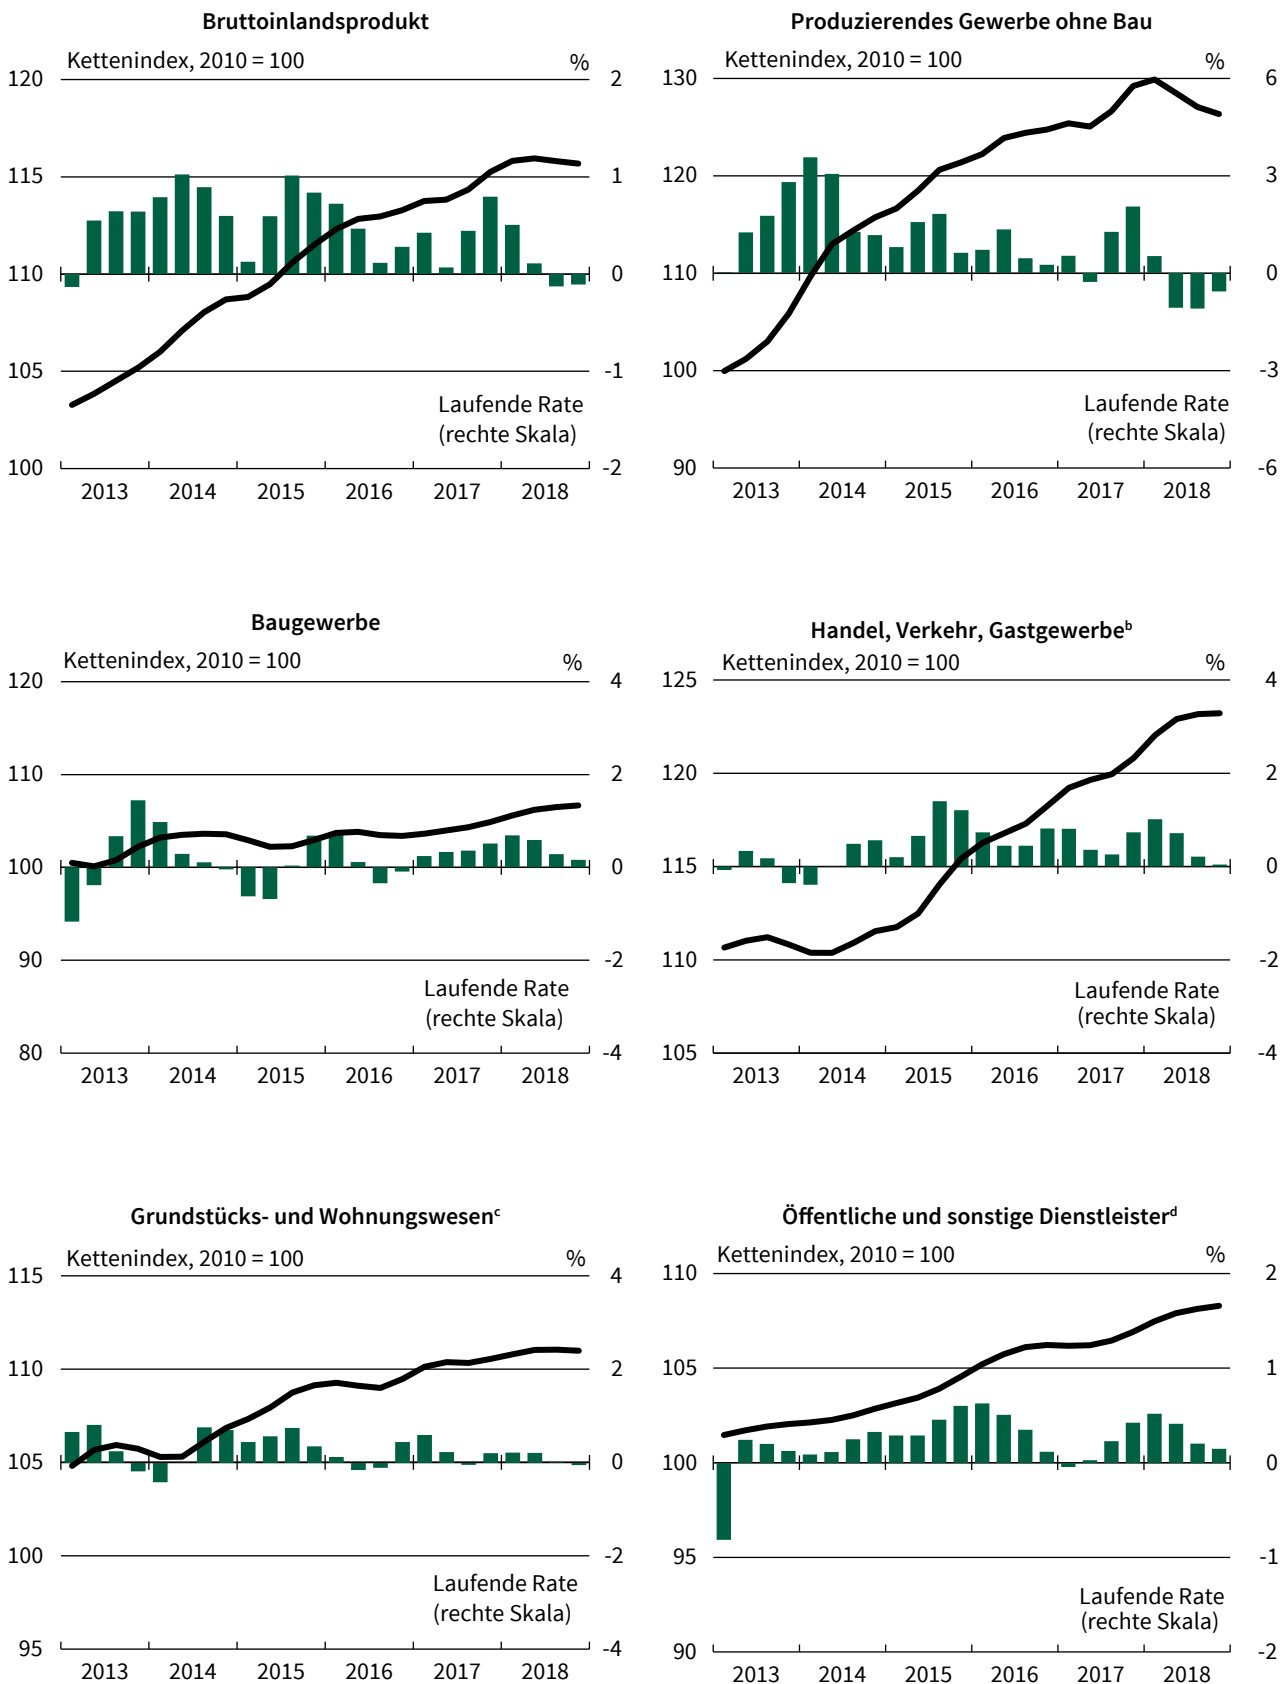 Bruttoinlandsprodukt
Kettenindex, 2010 = 100 %
120 2
115 1
110 0
105 -1
Laufende Rate
(rechte Skala)
100 -2
2013 2014 2015 2016 2017 2018
Produzierendes Gewerbe ohne Bau
Kettenindex, 2010 = 100 %
130 6
120 3
110 0
100 -3
Laufende Rate
(rechte Skala)
90 -6
2013 2014 2015 2016 2017 2018
Baugewerbe
Kettenindex, 2010 = 100 %
120 4
110 2
100 0
90 -2
Laufende Rate
(rechte Skala)
80 -4
2013 2014 2015 2016 2017 2018
Handel, Verkehr, Gastgewerbeᵇ
Kettenindex, 2010 = 100 %
125 4
120 2
115 0
110 -2
Laufende Rate
(rechte Skala)
105 -4
2013 2014 2015 2016 2017 2018
Grundstücks- und Wohnungswesenᶜ
Kettenindex, 2010 = 100 %
115 4
110 2
105 0
100 -2
Laufende Rate
(rechte Skala)
95 -4
2013 2014 2015 2016 2017 2018
Öffentliche und sonstige Dienstleisterᵈ
Kettenindex, 2010 = 100 %
110 2
105 1
100 0
95 -1
Laufende Rate
(rechte Skala)
90 -2
2013 2014 2015 2016 2017 2018